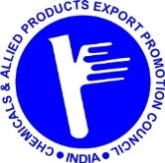 CHEMICALS & ALLIED PRODUCTS EXPORT PROMOTION COUNCIL
• INDIA •